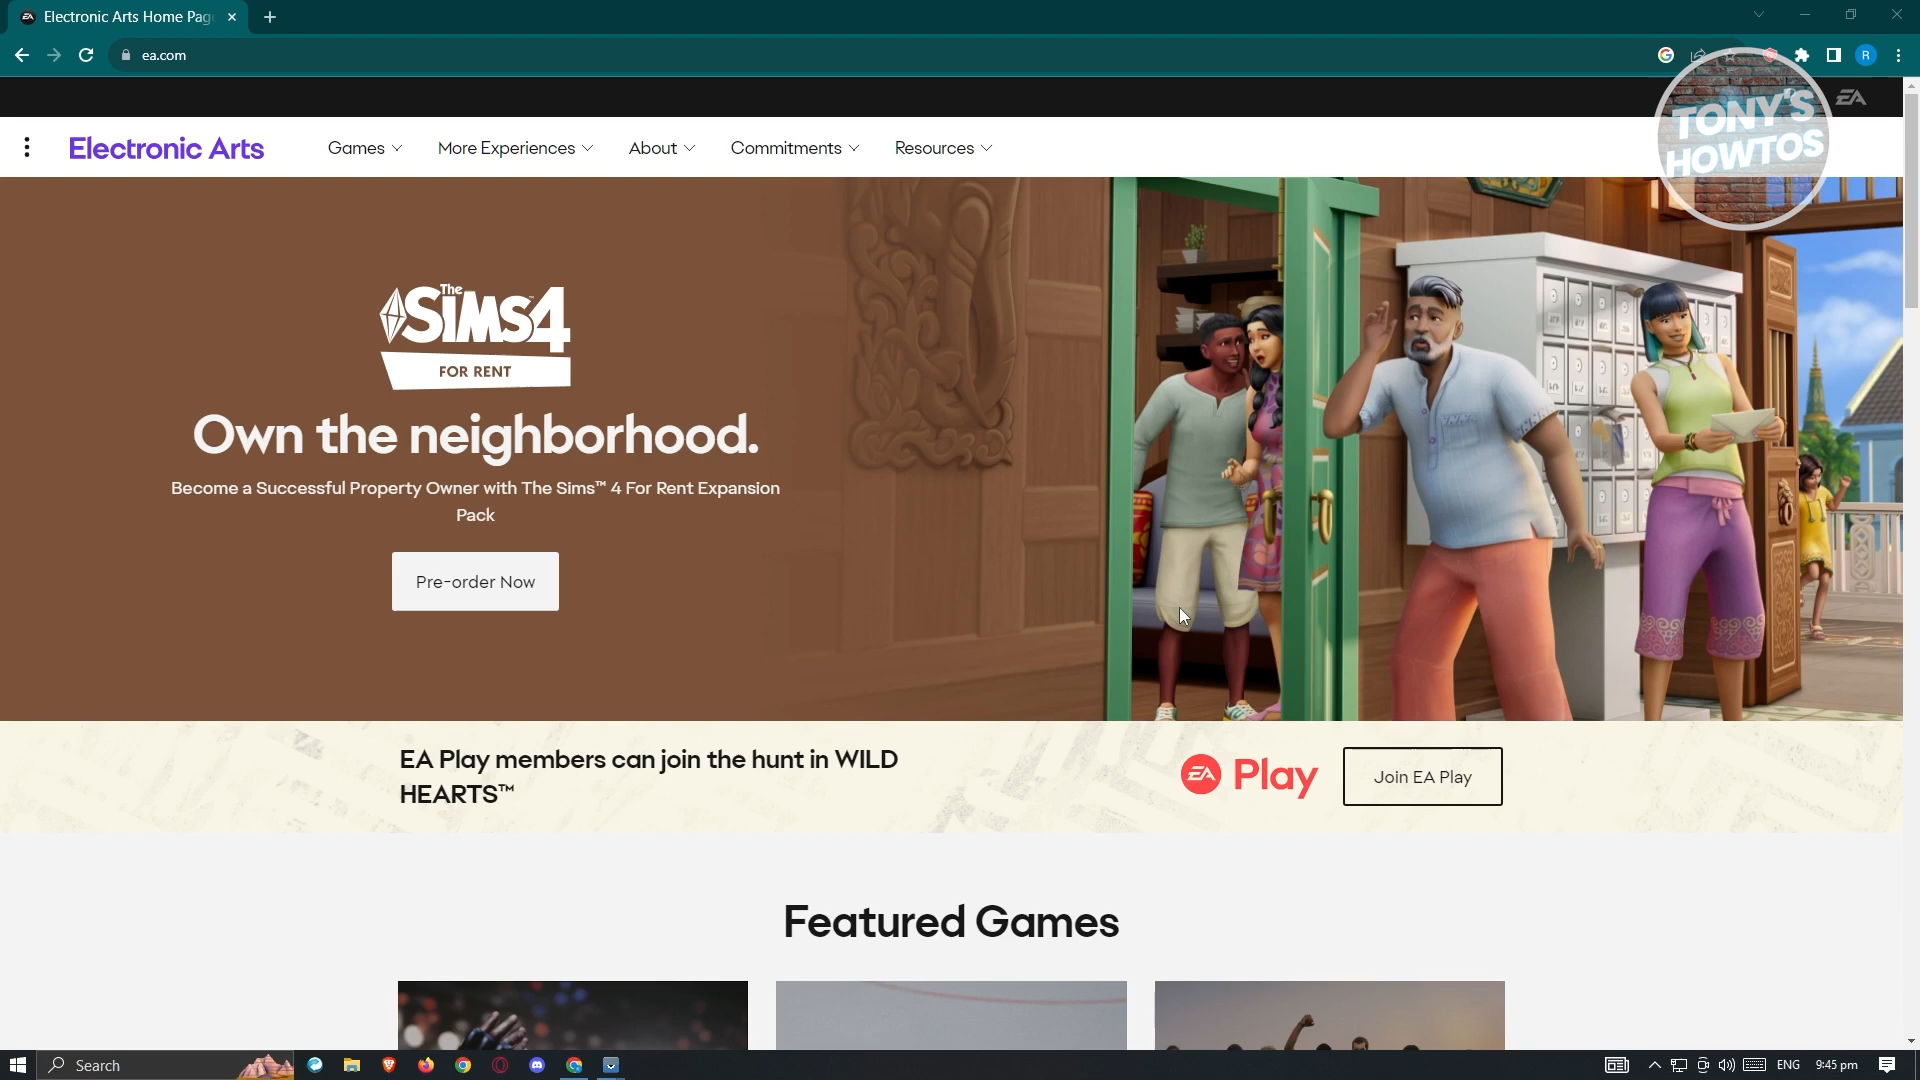 Electronic Arts Home Pag
ea.com
R
TONY'S
HOWTOS
EA
Electronic Arts
Games
More Experiences
About
Commitments
Resources
The
SIMS 4
FOR RENT
Own the neighborhood.
Become a Successful Property Owner with The Sims™ 4 For Rent Expansion
Pack
Pre-order Now
EA Play members can join the hunt in WILD
HEARTS™
EA Play
Join EA Play
Featured Games
Search
ENG
9:45 pm